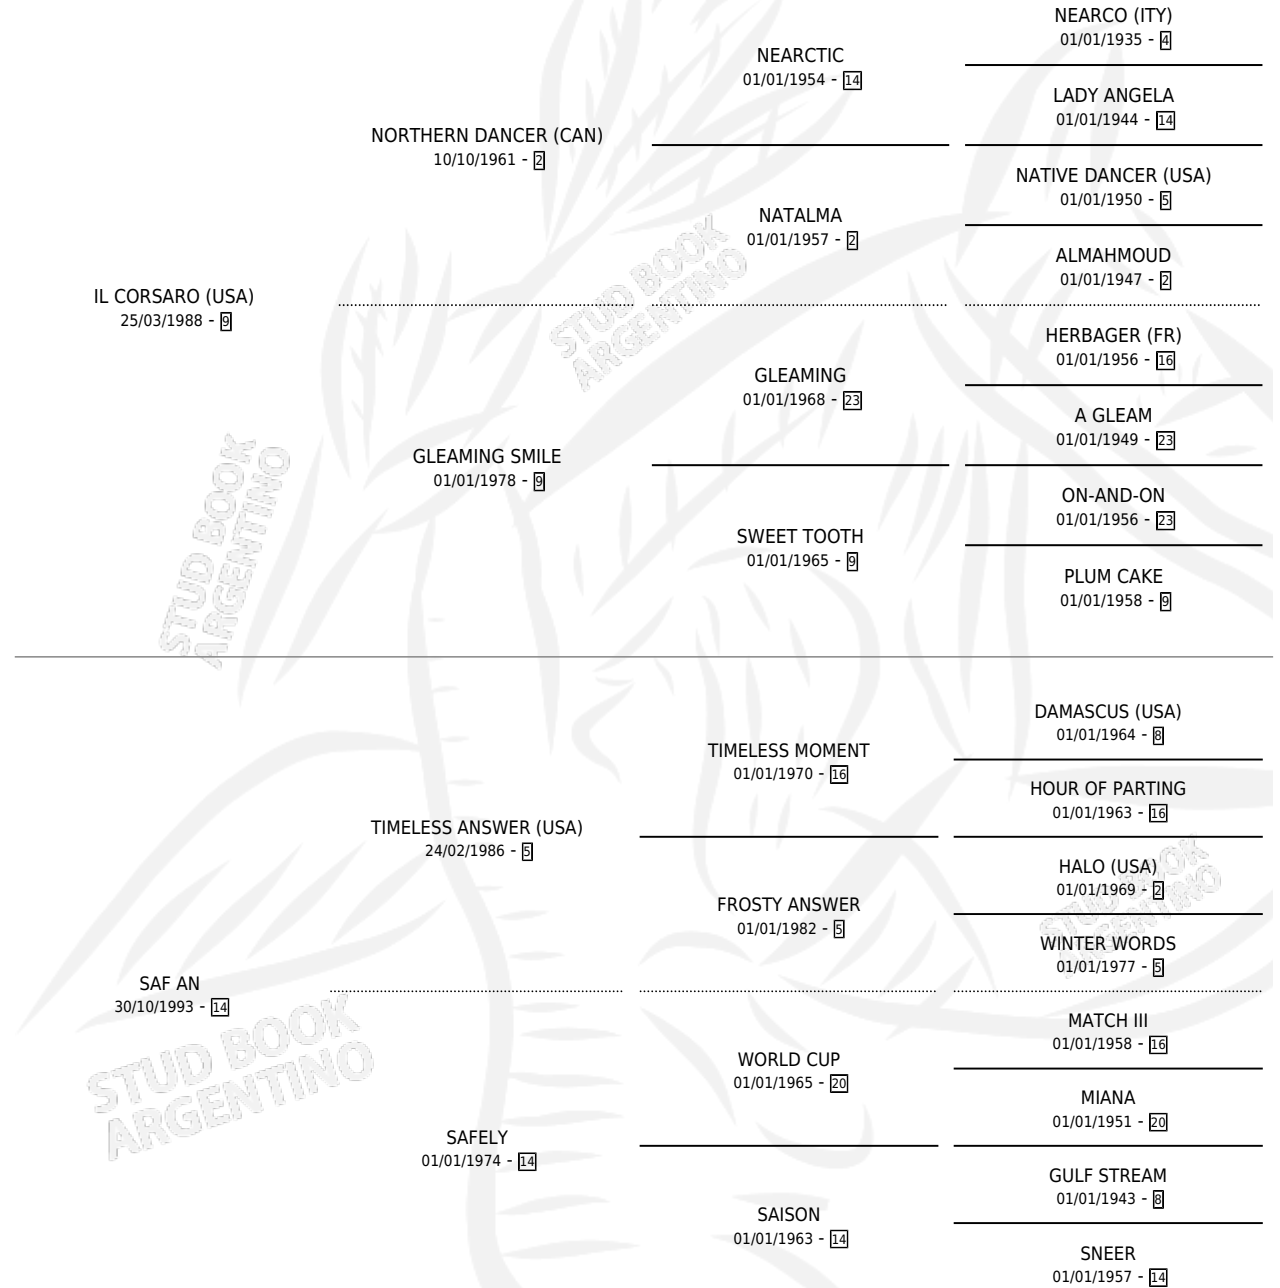 NEARCO (ITY)
01/01/1935 - 4
NEARCTIC
01/01/1954 - 14
LADY ANGELA
01/01/1944 - 14
NORTHERN DANCER (CAN)
10/10/1961 - 2
NATIVE DANCER (USA)
01/01/1950 - 5
NATALMA
01/01/1957 - 2
ALMAHMOUD
01/01/1947 - 2
IL CORSARO (USA)
25/03/1988 - 9
STUD BOOK
ARGENTINO
HERBAGER (FR)
01/01/1956 - 16
GLEAMING
01/01/1968 - 23
A GLEAM
01/01/1949 - 23
GLEAMING SMILE
01/01/1978 - 9
ON-AND-ON
01/01/1956 - 23
SWEET TOOTH
01/01/1965 - 9
PLUM CAKE
01/01/1958 - 9
STUD BOOK
ARGENTINO
DAMASCUS (USA)
01/01/1964 - 8
TIMELESS MOMENT
01/01/1970 - 16
HOUR OF PARTING
01/01/1963 - 16
TIMELESS ANSWER (USA)
24/02/1986 - 5
HALO (USA)
01/01/1969 - 2
FROSTY ANSWER
01/01/1982 - 5
WINTER WORDS
01/01/1977 - 5
STUD BOOK
ARGENTINO
SAF AN
30/10/1993 - 14
MATCH III
01/01/1958 - 16
WORLD CUP
01/01/1965 - 20
MIANA
01/01/1951 - 20
STUD BOOK
ARGENTINO
SAFELY
01/01/1974 - 14
GULF STREAM
01/01/1943 - 8
SAISON
01/01/1963 - 14
SNEER
01/01/1957 - 14